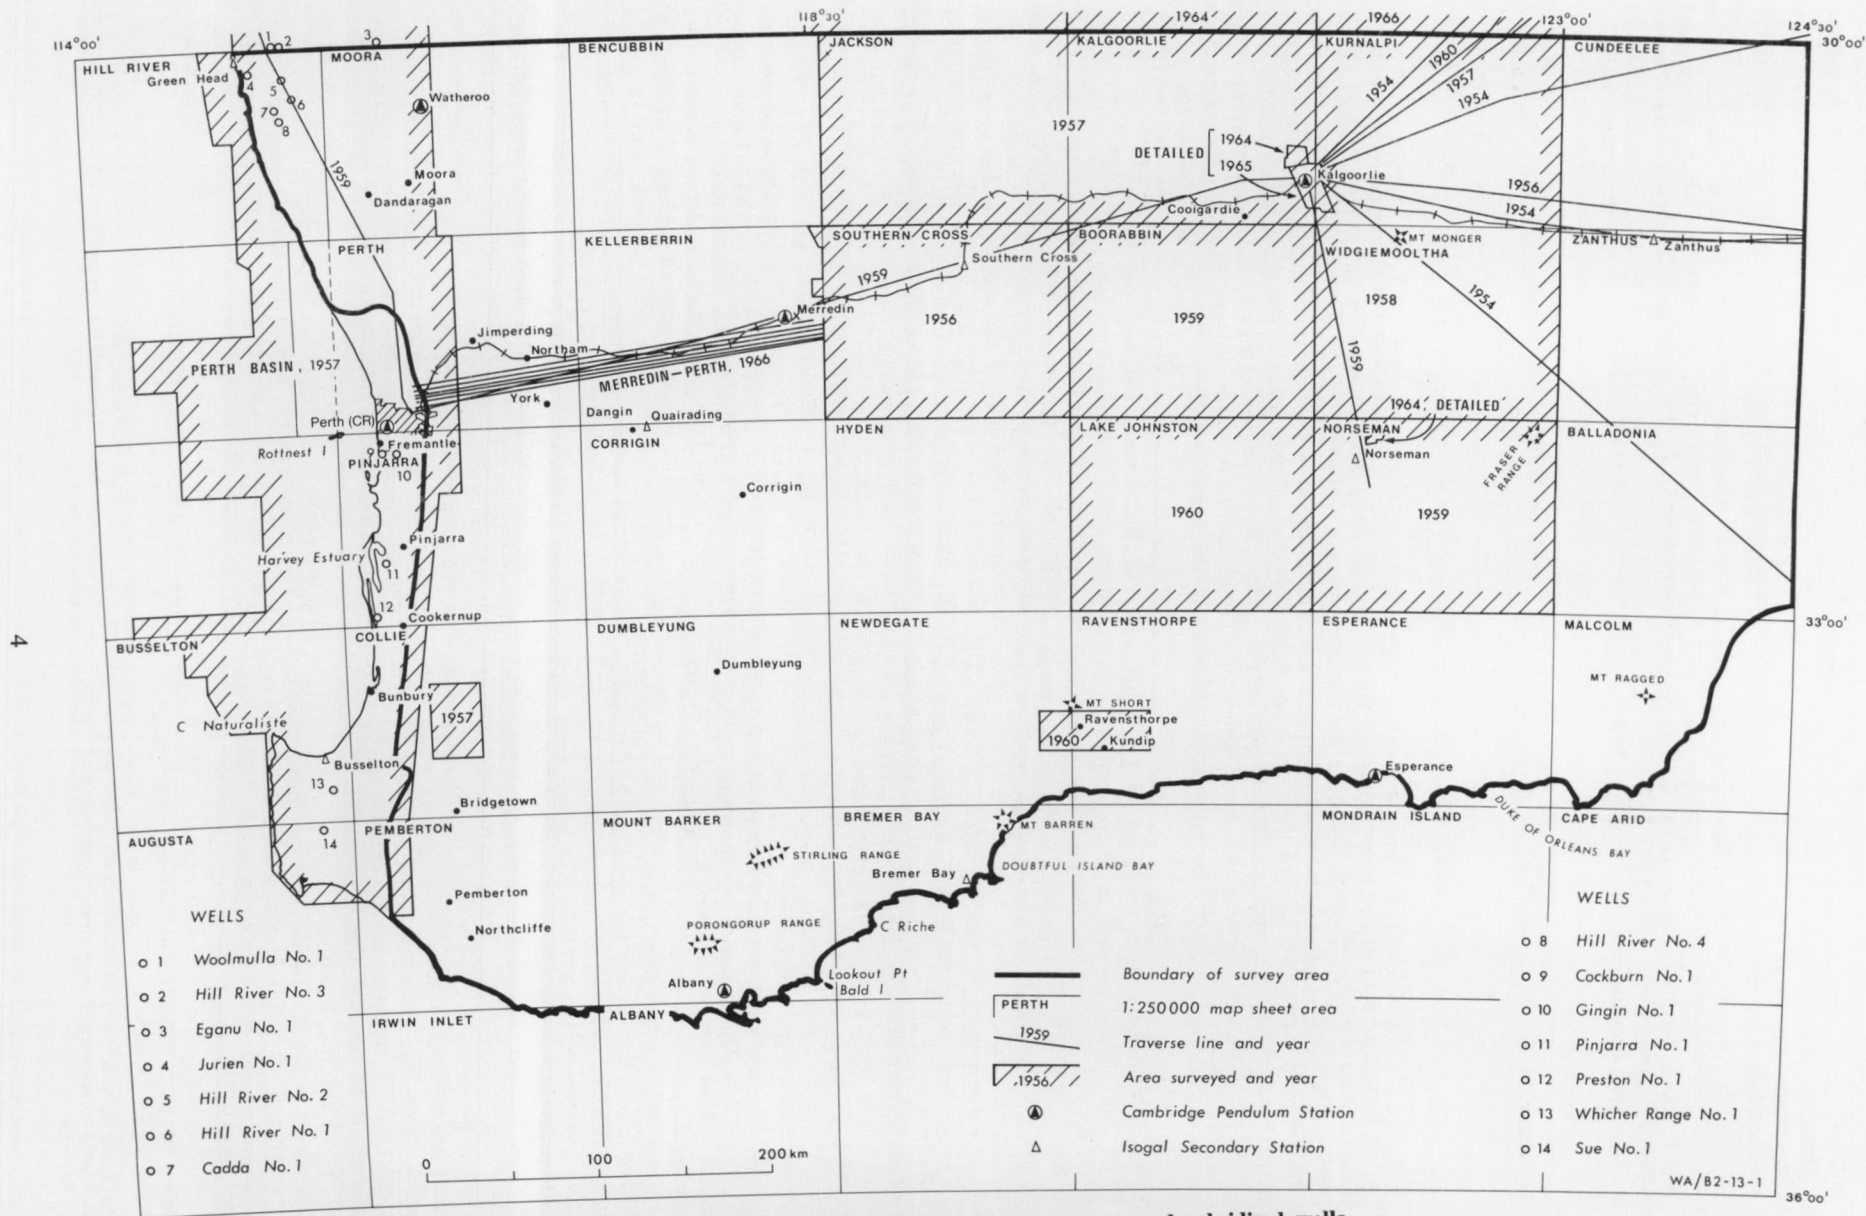 114°00'
118°30'
1964
1966
123°00'
124°30'
30°00'
HILL RIVER
MOORA
BENCUBBIN
JACKSON
KALGOORLIE
KURNALPI
CUNDEELEE
Green Head
1
2
3
4
5
6
7
8
Watheroo
1959
Moora
Dandaragan
1957
1954
1960
1957
1954
DETAILED
1964
1965
Kalgoorlie
Coolgardie
1956
1954
PERTH
KELLERBERRIN
SOUTHERN CROSS
BOORABBIN
WIDGIEMOOLTHA
MT MONGER
ZANTHUS
Zanthus
Southern Cross
1959
Merredin
1956
1959
1958
1954
1959
Jimperding
Northam
PERTH BASIN, 1957
MERREDIN—PERTH, 1966
York
Dangin
Quairading
Perth (CR)
Fremantle
Rottnest I
PINJARRA
10
CORRIGIN
HYDEN
LAKE JOHNSTON
NORSEMAN
1964, DETAILED
BALLADONIA
Norseman
FRASER
RANGE
Corrigin
1960
1959
Pinjarra
Harvey Estuary
11
12
Cookernup
COLLIE
BUSSELTON
DUMBLEYUNG
NEWDEGATE
RAVENSTHORPE
ESPERANCE
MALCOLM
33°00'
Dumbleyung
Bunbury
1957
C Naturaliste
MT SHORT
Ravensthorpe
1960
Kundip
MT RAGGED
Busselton
13
Esperance
Bridgetown
14
AUGUSTA
PEMBERTON
MOUNT BARKER
BREMER BAY
MT BARREN
MONDRAIN ISLAND
DUKE OF ORLEANS BAY
CAPE ARID
STIRLING RANGE
Bremer Bay
DOUBTFUL ISLAND BAY
Pemberton
Northcliffe
PORONGORUP RANGE
C Riche
Albany
Lookout Pt
Bald I
IRWIN INLET
ALBANY
WELLS
1 Woolmulla No. 1
2 Hill River No. 3
3 Eganu No. 1
4 Jurien No. 1
5 Hill River No. 2
6 Hill River No. 1
7 Cadda No. 1
0 100 200 km
Boundary of survey area
PERTH 1:250000 map sheet area
1959 Traverse line and year
1956 Area surveyed and year
Cambridge Pendulum Station
Isogal Secondary Station
WELLS
8 Hill River No. 4
9 Cockburn No. 1
10 Gingin No. 1
11 Pinjarra No. 1
12 Preston No. 1
13 Whicher Range No. 1
14 Sue No. 1
WA/B2-13-1
36°00'
4